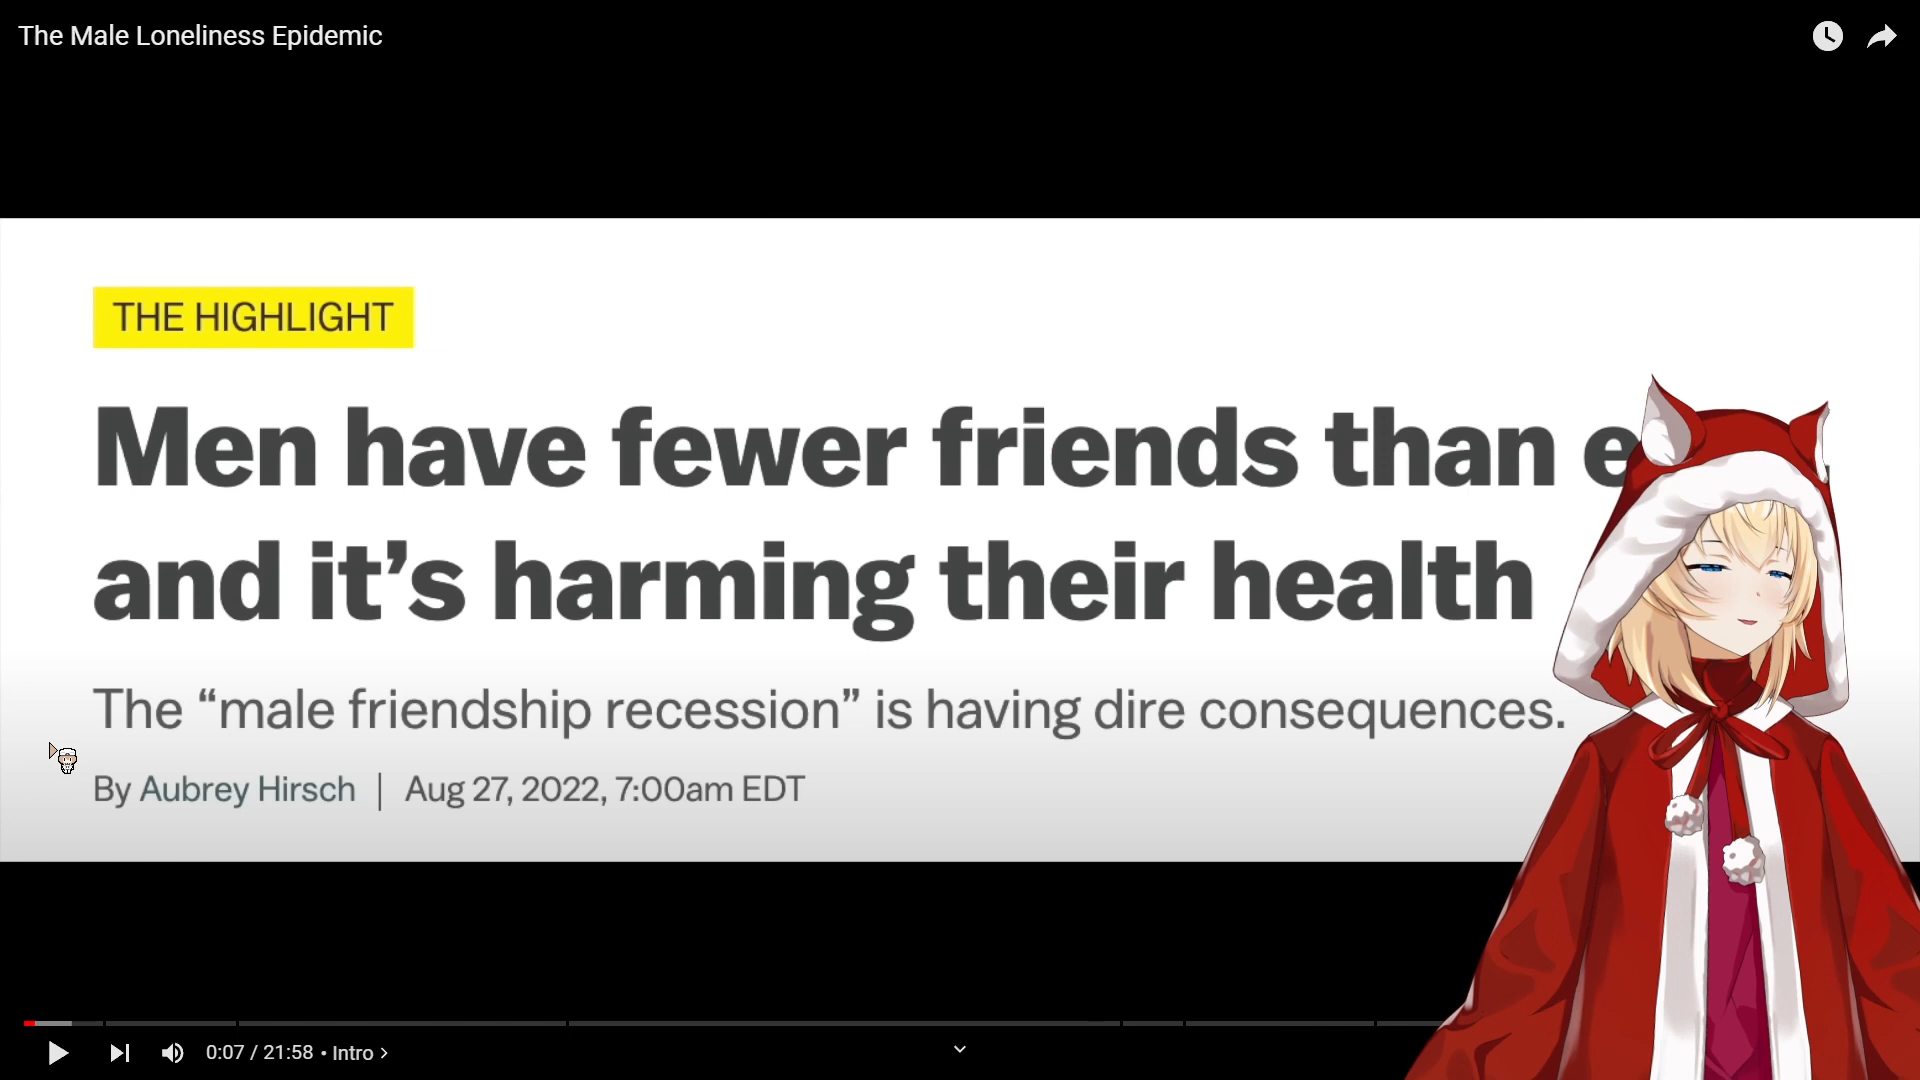 The Male Loneliness Epidemic
THE HIGHLIGHT
Men have fewer friends than
and it’s harming their health
The “male friendship recession” is having dire consequences.
By Aubrey Hirsch | Aug 27, 2022, 7:00am EDT
0:07 / 21:58 • Intro ›